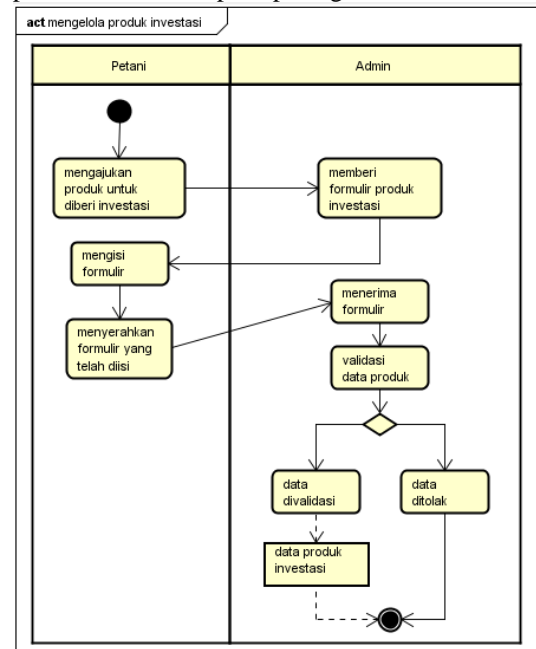 act mengelola produk investasi
Petani
Admin
mengajukan
produk untuk
diberi investasi
memberi
formulir produk
investasi
mengisi
formulir
menyerahkan
formulir yang
telah diisi
menerima
formulir
validasi
data produk
data
divalidasi
data
ditolak
data produk
investasi